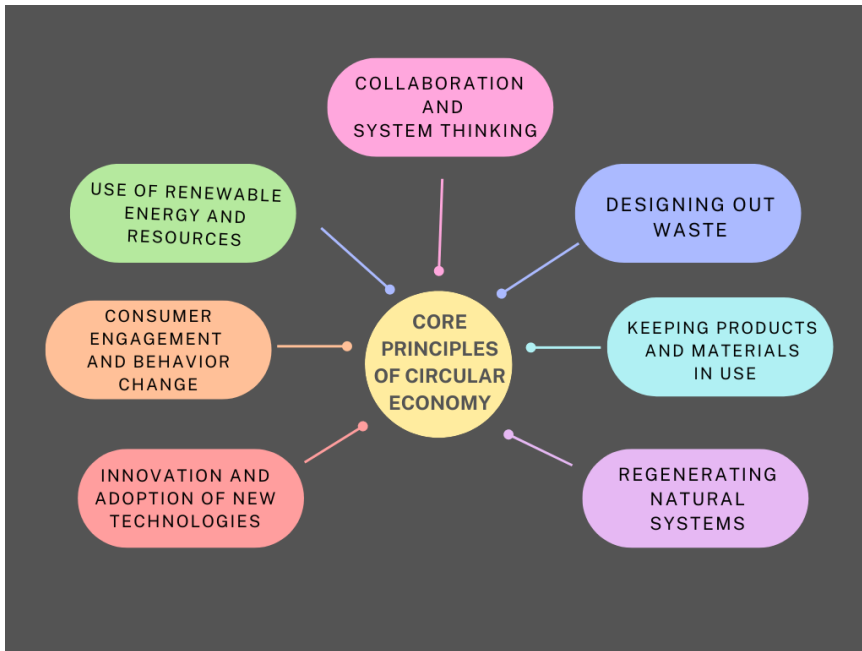 COLLABORATION
AND
SYSTEM THINKING
USE OF RENEWABLE
ENERGY AND
RESOURCES
DESIGNING OUT
WASTE
CONSUMER
ENGAGEMENT
AND BEHAVIOR
CHANGE
CORE
PRINCIPLES
OF CIRCULAR
ECONOMY
KEEPING PRODUCTS
AND MATERIALS
IN USE
INNOVATION AND
ADOPTION OF NEW
TECHNOLOGIES
REGENERATING
NATURAL
SYSTEMS